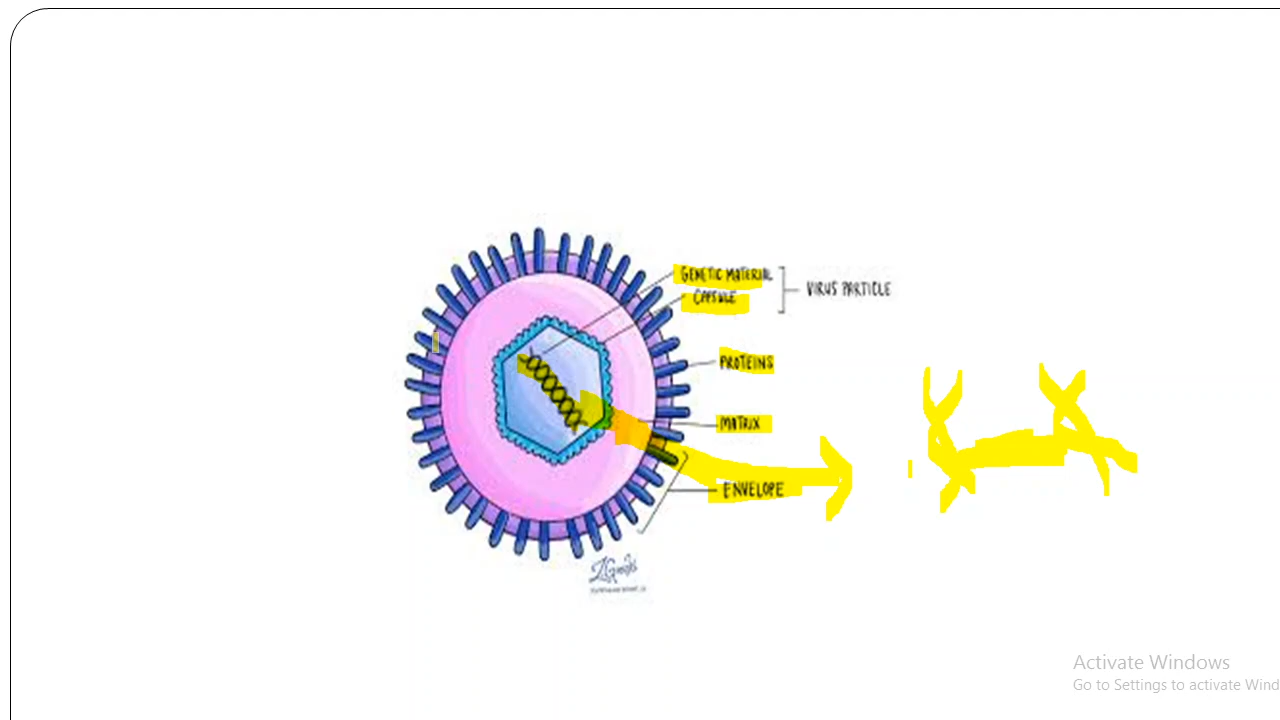 GENETIC MATERIAL
CAPSULE
VIRUS PARTICLE
PROTEINS
MATRIX
ENVELOPE
Activate Windows
Go to Settings to activate Wind